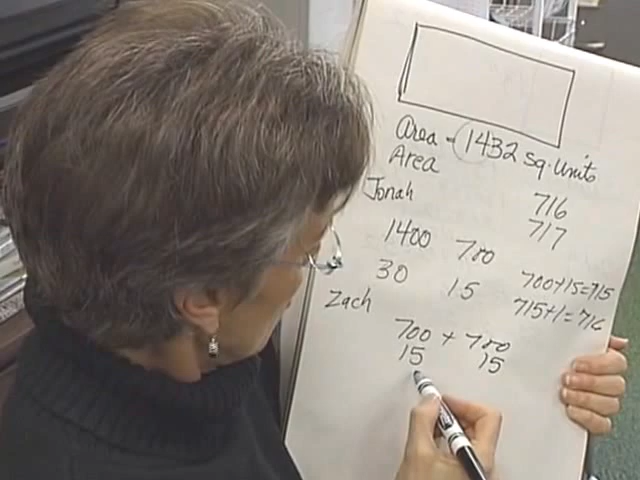 Area = 1432 sq. units
Area
Jonah
716
717
1400 700
30 15
700+15=715
715+1=716
Zach
700 + 700
15 15